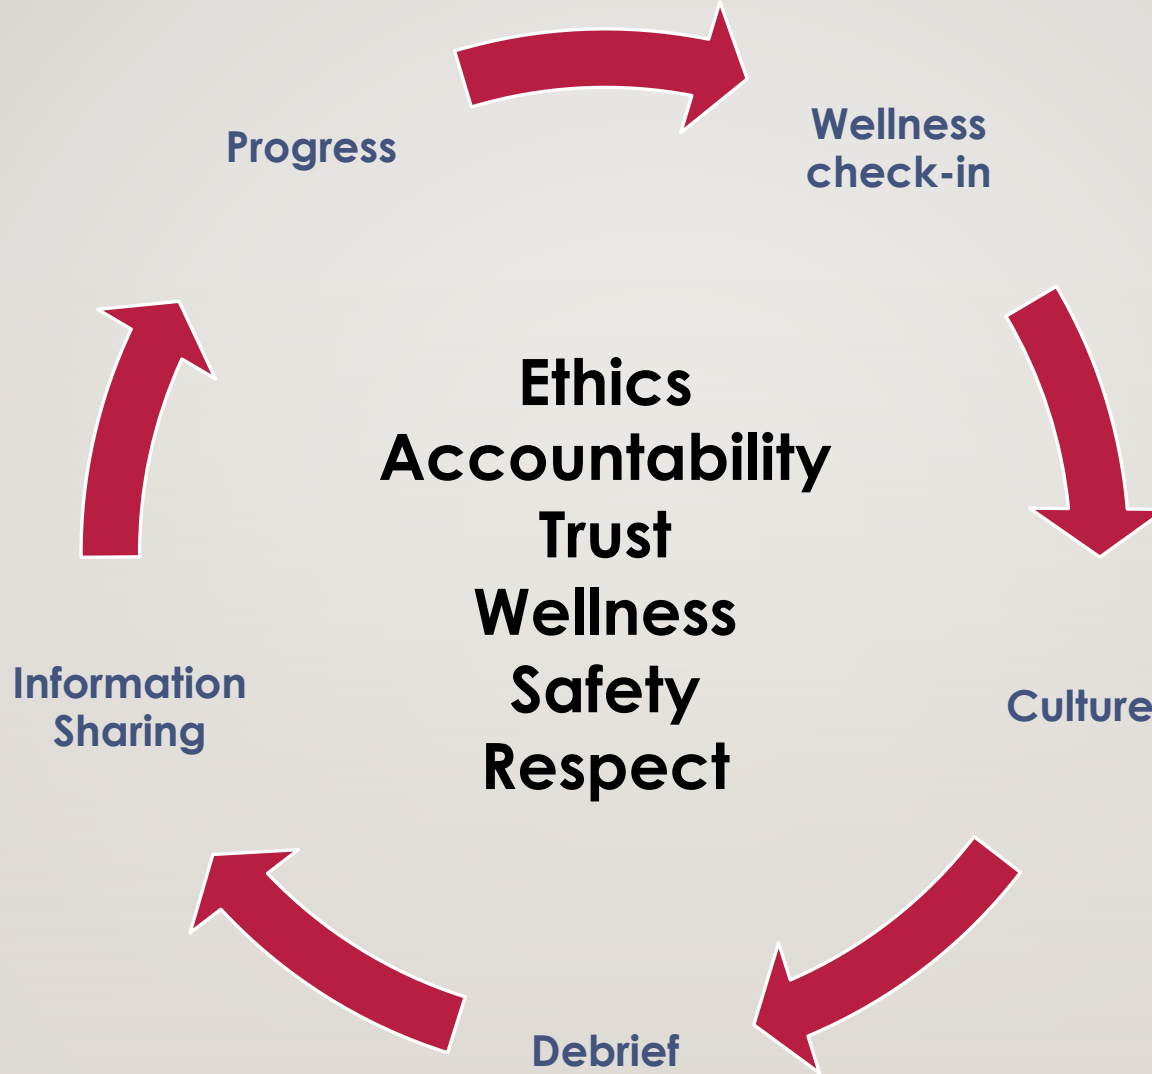 Progress
Wellness
check-in
Ethics
Accountability
Trust
Wellness
Safety
Respect
Information
Sharing
Culture
Debrief